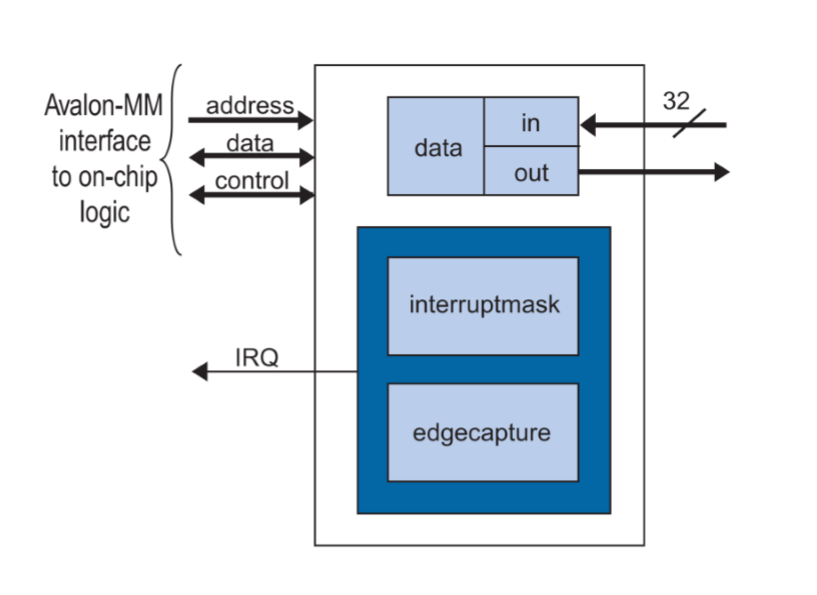 Avalon-MM
interface
to on-chip
logic
address
data
control
IRQ
data
in
out
32
interruptmask
edgecapture